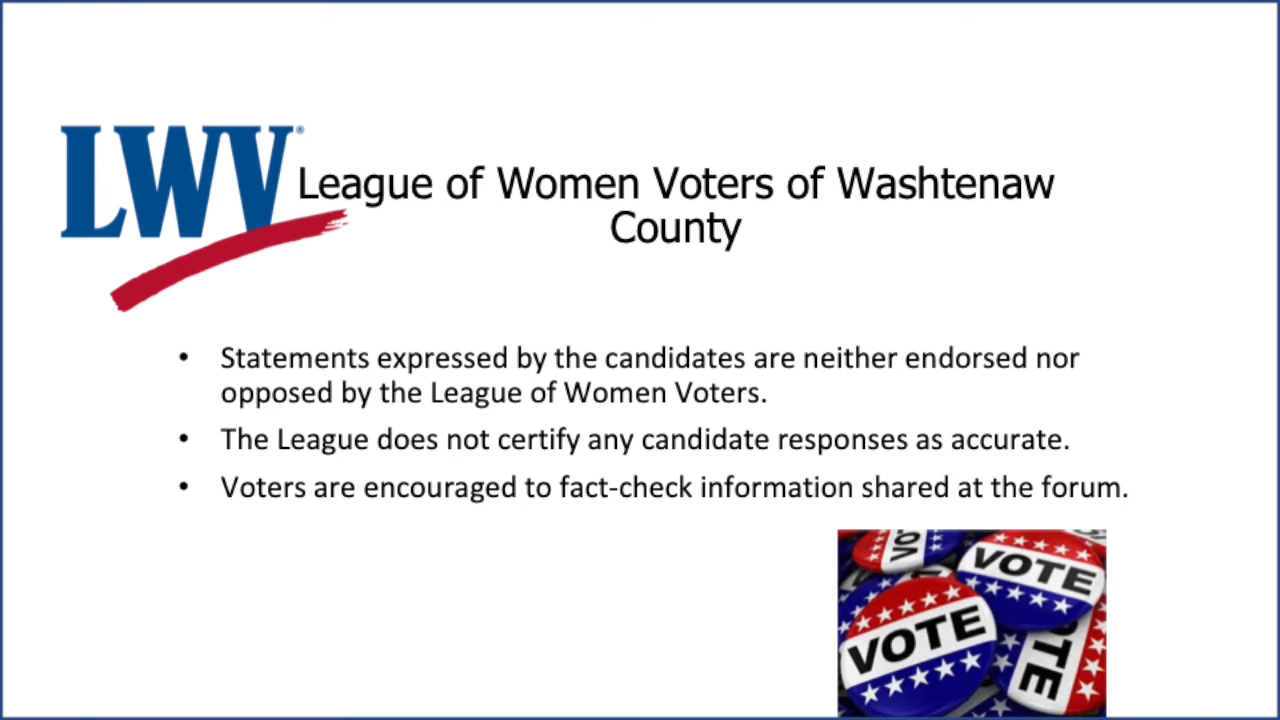 LWV®
League of Women Voters of Washtenaw
County
• Statements expressed by the candidates are neither endorsed nor
opposed by the League of Women Voters.
• The League does not certify any candidate responses as accurate.
• Voters are encouraged to fact-check information shared at the forum.
VO
VOTE
VOTE
OTE